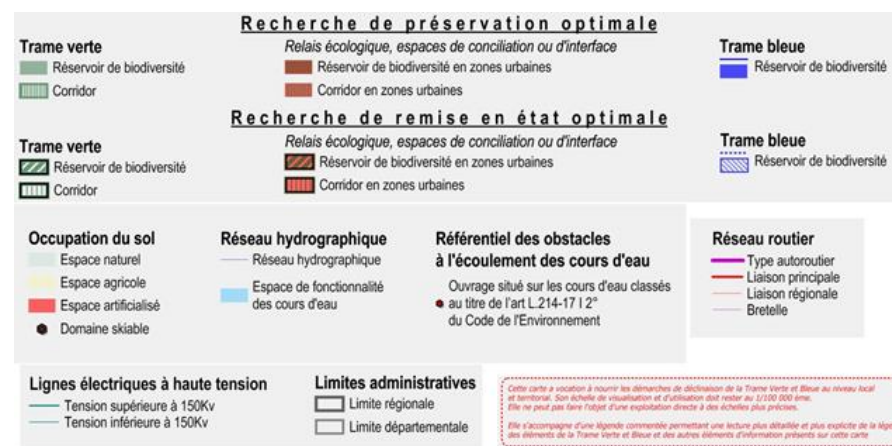 Recherche de préservation optimale
Trame verte
Réservoir de biodiversité
Corridor
Relais écologique, espaces de conciliation ou d'interface
Réservoir de biodiversité en zones urbaines
Corridor en zones urbaines
Trame bleue
Réservoir de biodiversité
Recherche de remise en état optimale
Trame verte
Réservoir de biodiversité
Corridor
Relais écologique, espaces de conciliation ou d'interface
Réservoir de biodiversité en zones urbaines
Corridor en zones urbaines
Trame bleue
Réservoir de biodiversité
Occupation du sol
Espace naturel
Espace agricole
Espace artificialisé
Domaine skiable
Réseau hydrographique
Réseau hydrographique
Espace de fonctionnalité
des cours d'eau
Référentiel des obstacles
à l'écoulement des cours d'eau
Ouvrage situé sur les cours d'eau classés
au titre de l'art L.214-17 I 2°
du Code de l'Environnement
Réseau routier
Type autoroutier
Liaison principale
Liaison régionale
Bretelle
Lignes électriques à haute tension
Tension supérieure à 150Kv
Tension inférieure à 150Kv
Limites administratives
Limite régionale
Limite départementale
Cette carte a vocation à nourrir les démarches de déclinaison de la Trame Verte et Bleue au niveau local
et territorial. Son échelle de visualisation et d'utilisation doit rester au 1/100 000 ème.
Elle ne peut pas faire l'objet d'une exploitation directe à des échelles plus précises.
Elle s'accompagne d'une légende commentée permettant une lecture plus détaillée et plus explicite de la
des éléments de la Trame Verte et Bleue et des autres éléments d'information présents sur cette carte